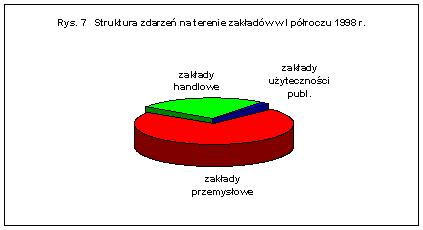 Rys. 7 Struktura zdarzeń na terenie zakładów w I półroczu 1998 r.
zakłady
handlowe
zakłady
użyteczności
publ.
zakłady
przemysłowe